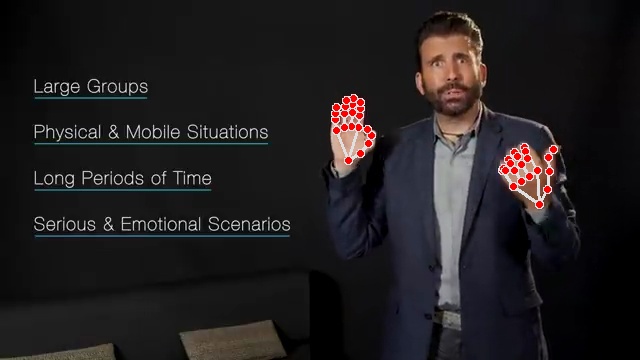 Large Groups
Physical & Mobile Situations
Long Periods of Time
Serious & Emotional Scenarios